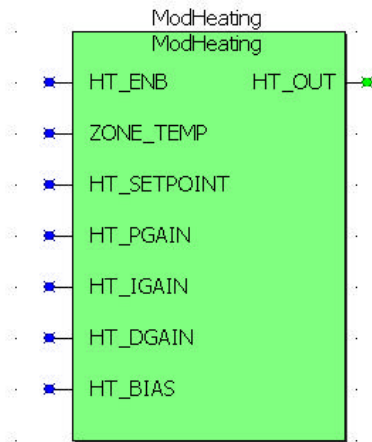 ModHeating
ModHeating
HT_ENB HT_OUT
ZONE_TEMP
HT_SETPOINT
HT_PGAIN
HT_IGAIN
HT_DGAIN
HT_BIAS